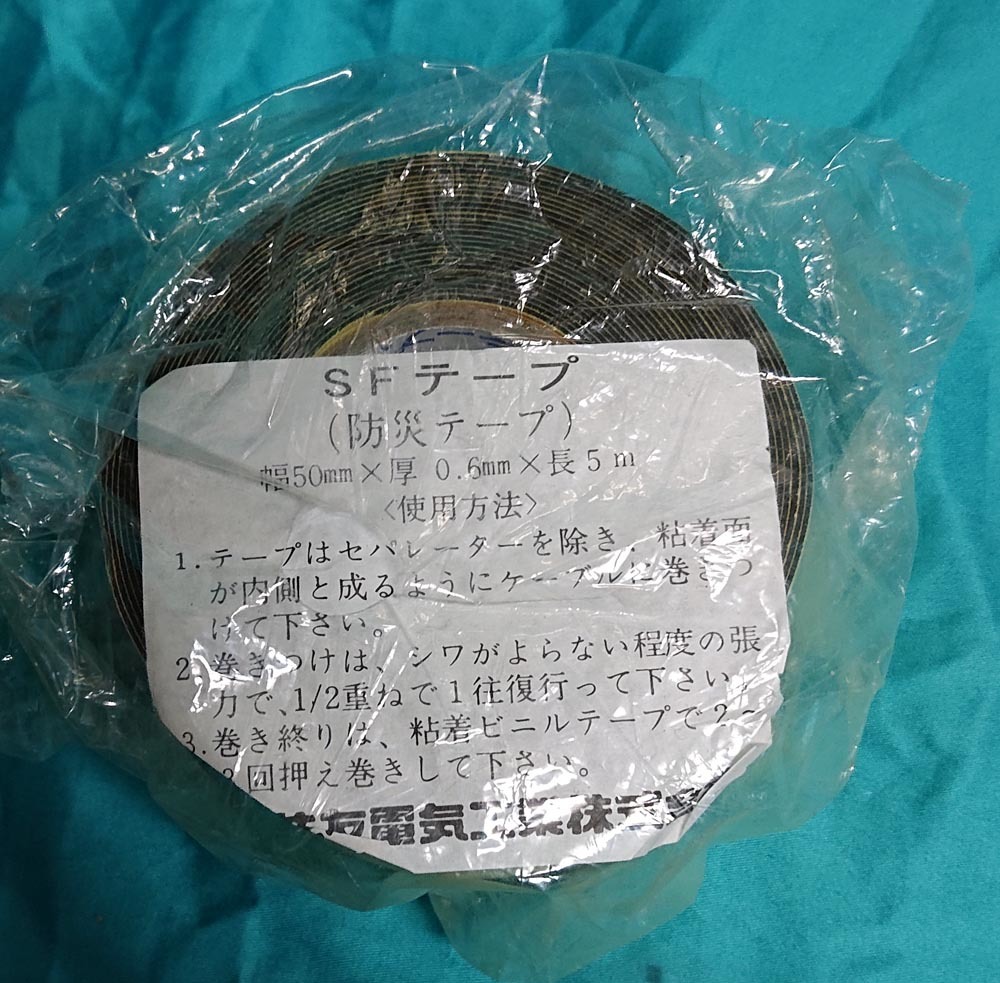 SFテープ
(防災テープ)
幅50mm×厚 0.6mm×長5m
〈使用方法〉
1. テープはセパレーターを除き、粘着面
が内側と成るようにケーブルに巻きつ
けて下さい。
2. 巻きつけは、シワがよらない程度の張
力で、1/2重ねで1往復行って下さい。
3. 巻き終りは、粘着ビニルテープで2〜
3回押え巻きして下さい。
住友電気工業株式